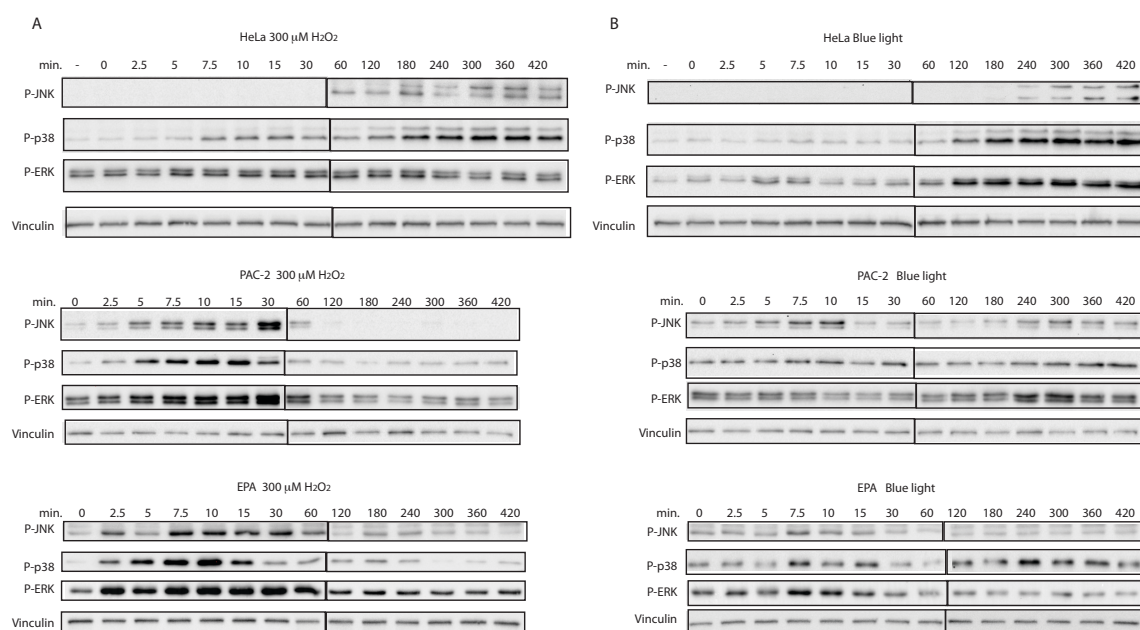 A
HeLa 300 µM H2O2
min. - 0 2.5 5 7.5 10 15 30 60 120 180 240 300 360 420
P-JNK
P-p38
P-ERK
Vinculin
PAC-2 300 µM H2O2
min. 0 2.5 5 7.5 10 15 30 60 120 180 240 300 360 420
P-JNK
P-p38
P-ERK
Vinculin
EPA 300 µM H2O2
min. 0 2.5 5 7.5 10 15 30 60 120 180 240 300 360 420
P-JNK
P-p38
P-ERK
Vinculin
B
HeLa Blue light
min. - 0 2.5 5 7.5 10 15 30 60 120 180 240 300 360 420
P-JNK
P-p38
P-ERK
Vinculin
PAC-2 Blue light
min. 0 2.5 5 7.5 10 15 30 60 120 180 240 300 360 420
P-JNK
P-p38
P-ERK
Vinculin
EPA Blue light
min. 0 2.5 5 7.5 10 15 30 60 120 180 240 300 360 420
P-JNK
P-p38
P-ERK
Vinculin